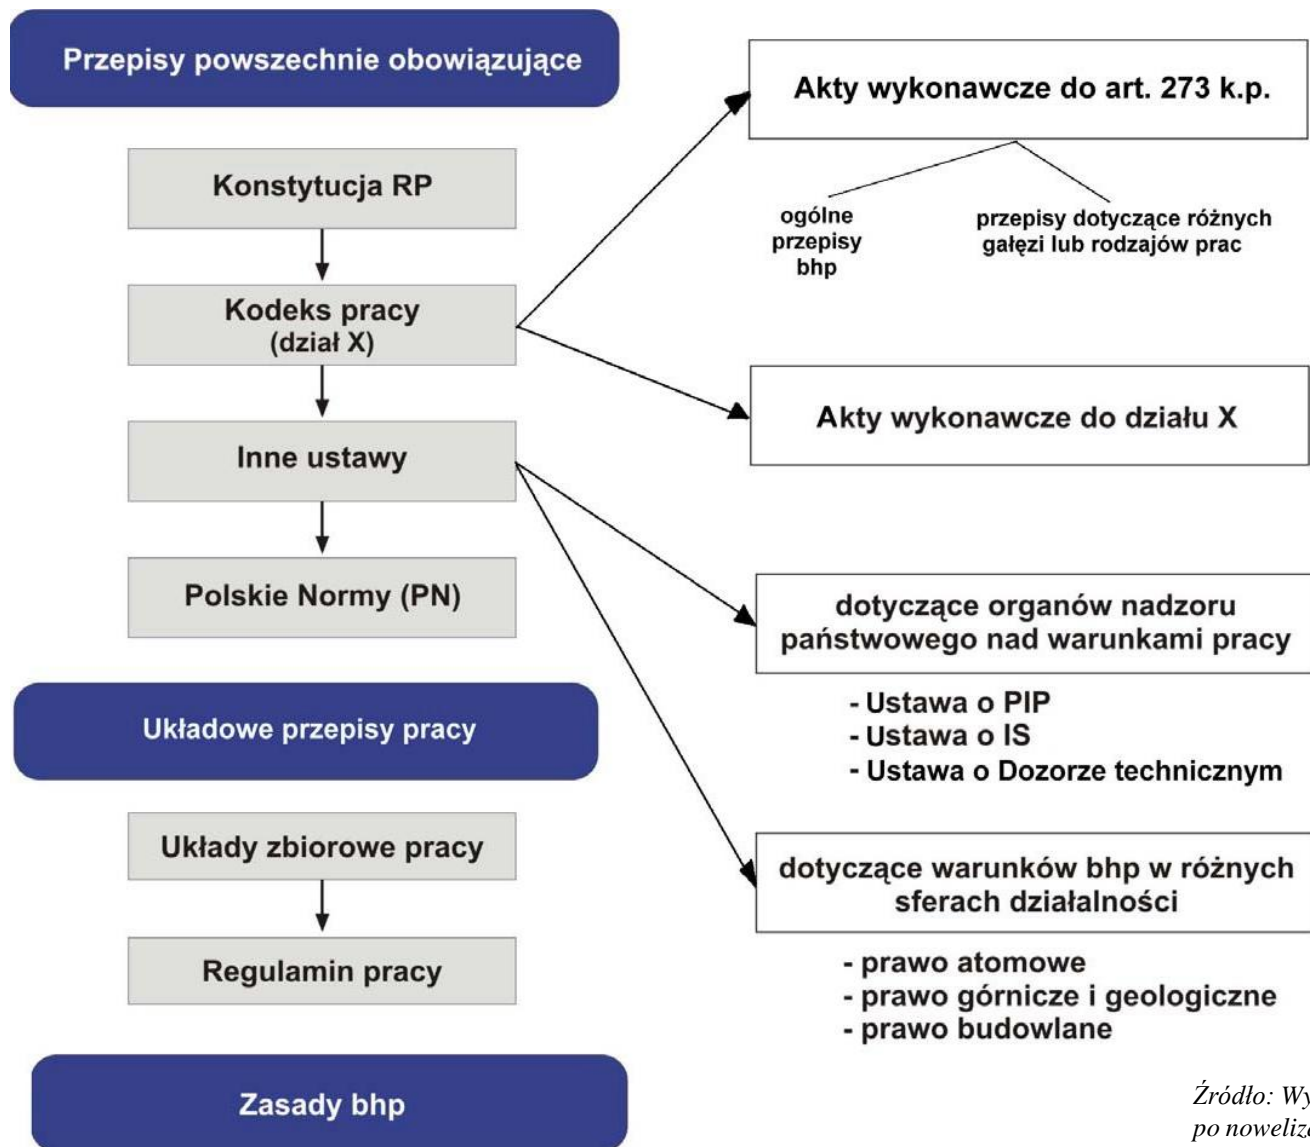 Przepisy powszechnie obowiązujące
Konstytucja RP
Kodeks pracy
(dział X)
Inne ustawy
Polskie Normy (PN)
Układowe przepisy pracy
Układy zbiorowe pracy
Regulamin pracy
Zasady bhp
Akty wykonawcze do art. 273 k.p.
ogólne
przepisy
bhp
przepisy dotyczące różnych
gałęzi lub rodzajów prac
Akty wykonawcze do działu X
dotyczące organów nadzoru
państwowego nad warunkami pracy
- Ustawa o PIP
- Ustawa o IS
- Ustawa o Dozorze technicznym
dotyczące warunków bhp w różnych
sferach działalności
- prawo atomowe
- prawo górnicze i geologiczne
- prawo budowlane
Źródło:
po